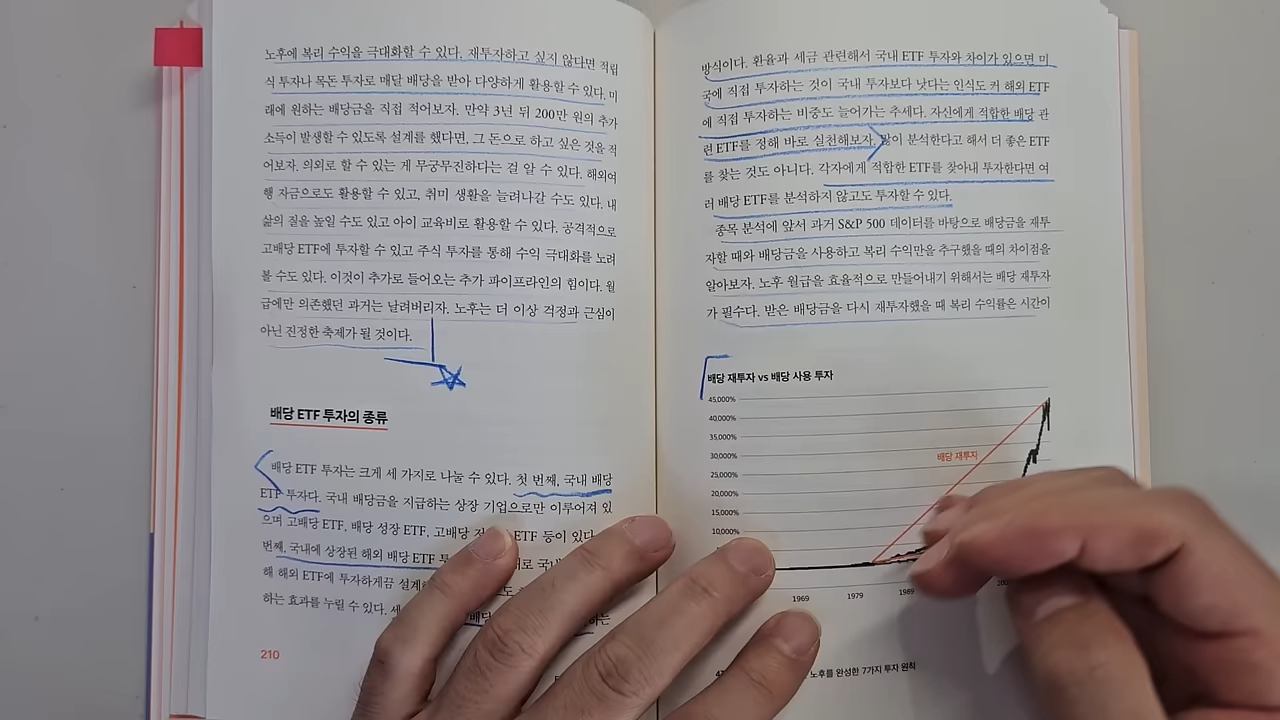 노후에 복리 수익을 극대화할 수 있다. 재투자하고 싶지 않다면 적립
식 투자나 목돈 투자로 매달 배당을 받아 다양하게 활용할 수 있다. 미
래에 원하는 배당금을 직접 적어보자. 만약 3년 뒤 200만 원의 추가
소득이 발생할 수 있도록 설계를 했다면, 그 돈으로 하고 싶은 것을 적
어보자. 의외로 할 수 있는 게 무궁무진하다는 걸 알 수 있다. 해외여
행 자금으로도 활용할 수 있고, 취미 생활을 늘려나갈 수도 있다. 내
삶의 질을 높일 수도 있고 아이 교육비로 활용할 수 있다. 공격적으로
고배당 ETF에 투자할 수 있고 주식 투자를 통해 수익 극대화를 노려
볼 수도 있다. 이것이 추가로 들어오는 추가 파이프라인의 힘이다. 월
급에만 의존했던 과거는 날려버리자. 노후는 더 이상 걱정과 근심이
아닌 진정한 축제가 될 것이다.
배당 ETF 투자의 종류
배당 ETF 투자는 크게 세 가지로 나눌 수 있다. 첫 번째, 국내 배당
ETF 투자다. 국내 배당금을 지급하는 상장 기업으로만 이루어져 있
으며 고배당 ETF, 배당 성장 ETF, 고배당 ETF 등이 있다.
번째, 국내에 상장된 해외 배당 ETF
해 해외 ETF에 투자하게끔
하는 효과를 누릴 수 있다.
210
방식이다. 환율과 세금 관련해서 국내 ETF 투자와 차이가 있으면 미
국에 직접 투자하는 것이 국내 투자보다 낫다는 인식도 커 해외 ETF
에 직접 투자하는 비중도 늘어가는 추세다. 자신에게 적합한 배당 관
련 ETF를 정해 바로 실천해보자. 많이 분석한다고 해서 더 좋은 ETF
를 찾는 것도 아니다. 각자에게 적합한 ETF를 찾아내 투자한다면 여
러 배당 ETF를 분석하지 않고도 투자할 수 있다.
종목 분석에 앞서 과거 S&P 500 데이터를 바탕으로 배당금을 재투
자할 때와 배당금을 사용하고 복리 수익만을 추구했을 때의 차이점을
알아보자. 노후 월급을 효율적으로 만들어내기 위해서는 배당 재투자
가 필수다. 받은 배당금을 다시 재투자했을 때 복리 수익률은 시간이
배당 재투자 vs 배당 사용 투자
45,000%
40,000%
35,000%
30,000%
25,000%
20,000%
15,000%
10,000%
배당 재투자
1969 1979 1989
노후를 완성한 7가지 투자 원칙